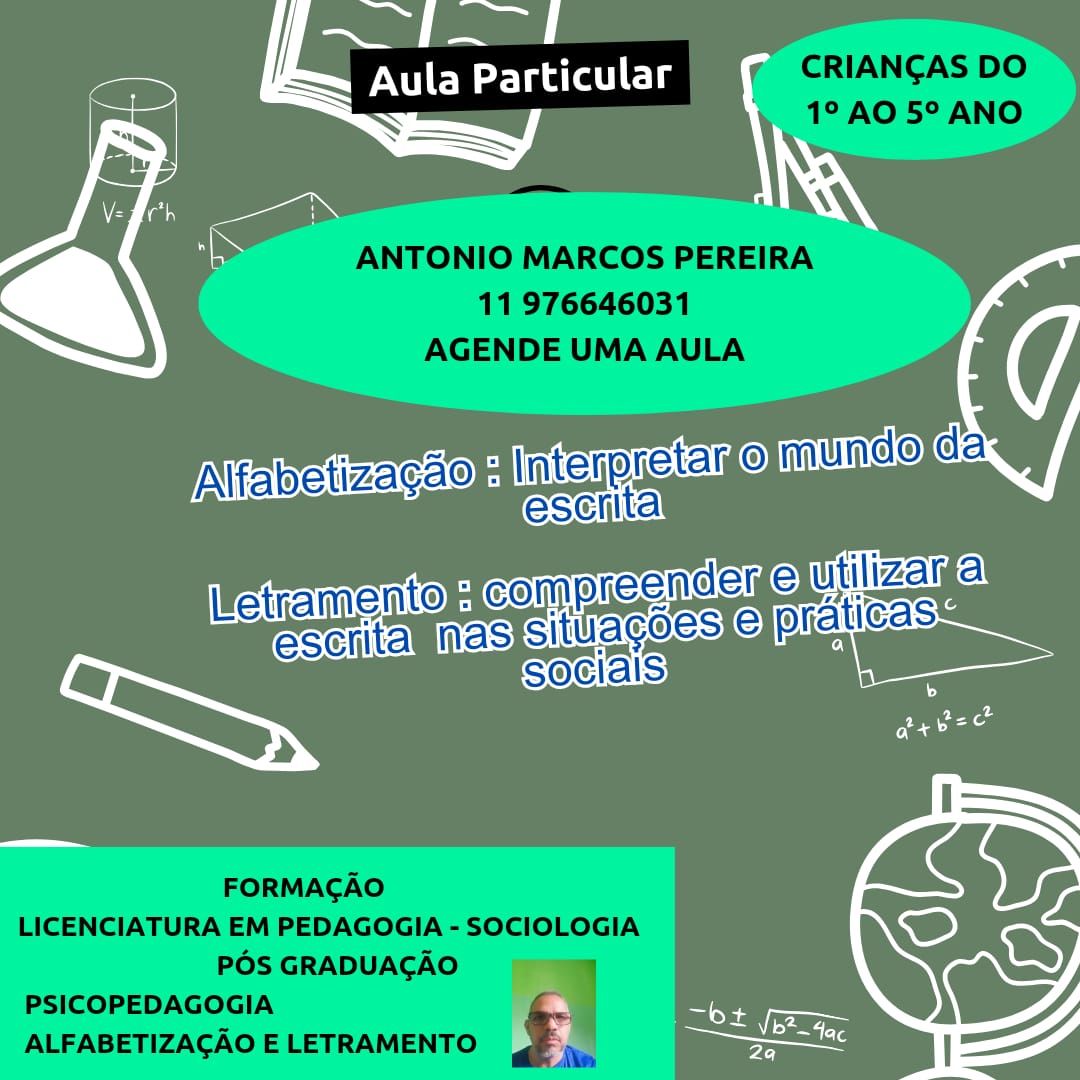 Aula Particular
CRIANÇAS DO
1º AO 5º ANO
V=πr²h
h
ANTONIO MARCOS PEREIRA
11 976646031
AGENDE UMA AULA
Alfabetização : Interpretar o mundo da
escrita
Letramento : compreender e utilizar a
escrita nas situações e práticas
sociais
c
a
b
a²+b²=c²
FORMAÇÃO
LICENCIATURA EM PEDAGOGIA - SOCIOLOGIA
PÓS GRADUAÇÃO
PSICOPEDAGOGIA
ALFABETIZAÇÃO E LETRAMENTO
-b±√b²-4ac
2a